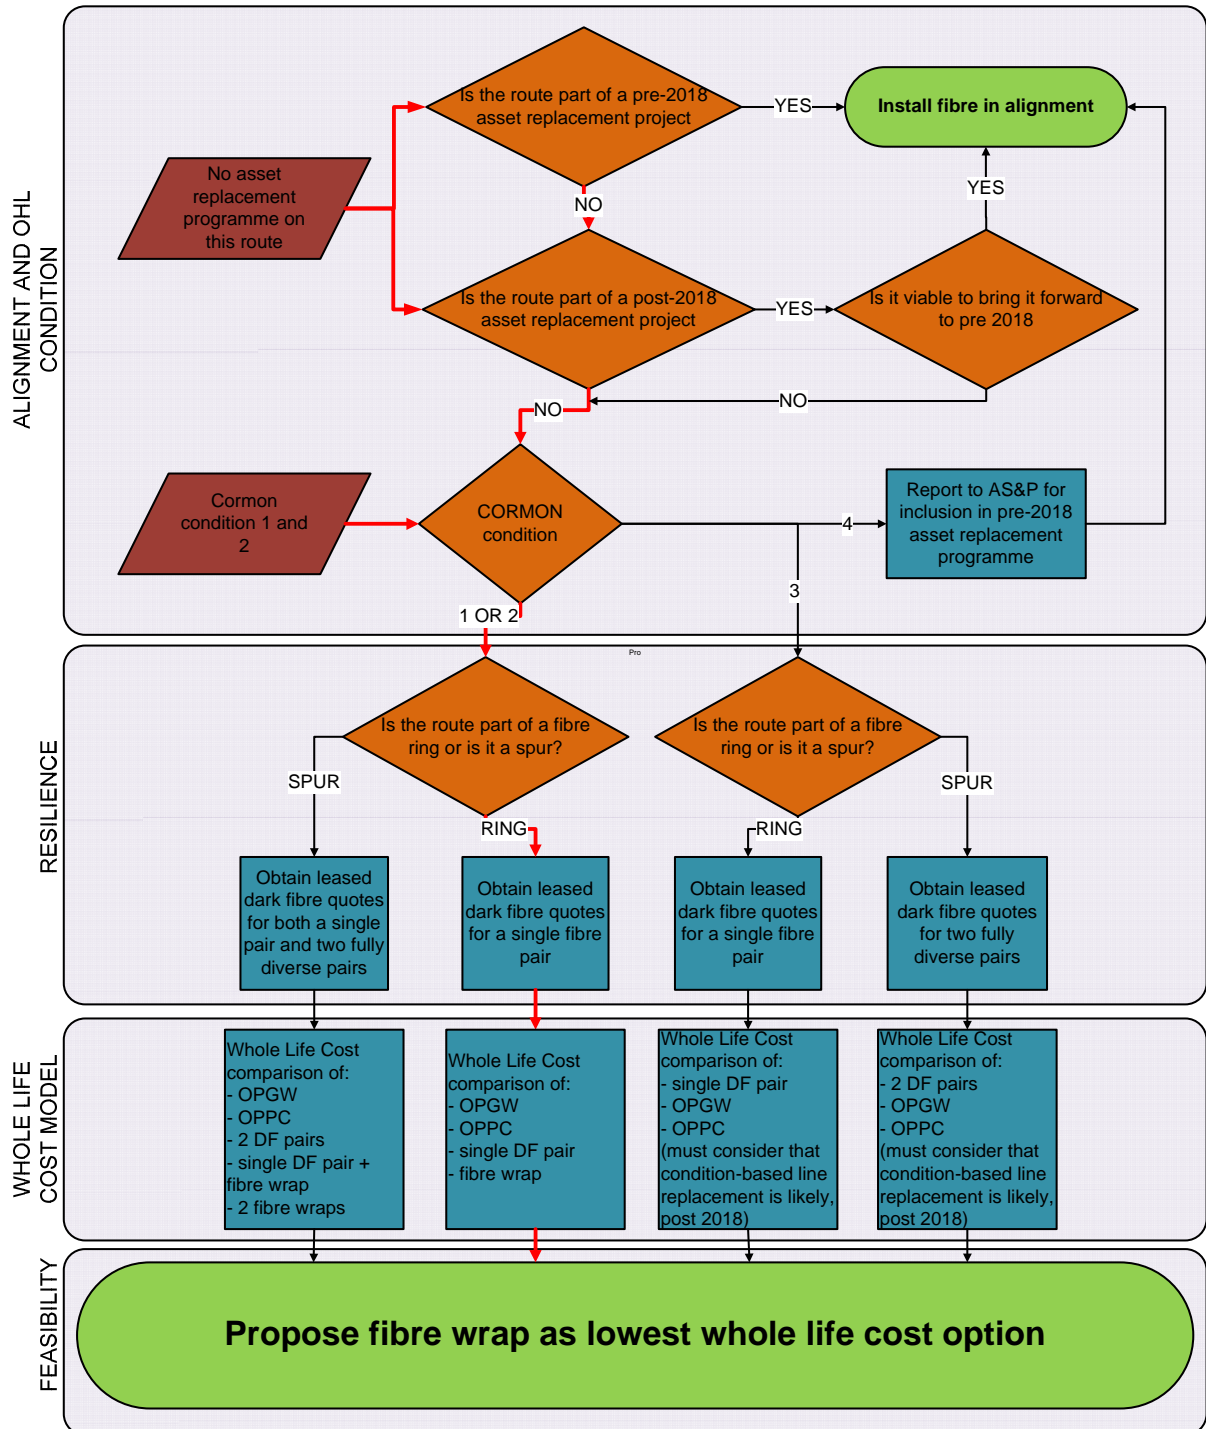 ALIGNMENT AND OHL
CONDITION
Is the route part of a pre-2018
asset replacement project
YES
Install fibre in alignment
No asset
replacement
programme on
this route
NO
YES
Is the route part of a post-2018
asset replacement project
YES
Is it viable to bring it forward
to pre 2018
NO
NO
Cormon
condition 1 and
2
CORMON
condition
4
Report to AS&P for
inclusion in pre-2018
asset replacement
programme
3
1 OR 2
RESILIENCE
Pro
Is the route part of a fibre
ring or is it a spur?
Is the route part of a fibre
ring or is it a spur?
SPUR
RING
RING
SPUR
Obtain leased
dark fibre quotes
for both a single
pair and two fully
diverse pairs
Obtain leased
dark fibre quotes
for a single fibre
pair
Obtain leased
dark fibre quotes
for a single fibre
pair
Obtain leased
dark fibre quotes
for two fully
diverse pairs
WHOLE LIFE
COST MODEL
Whole Life Cost
comparison of:
- OPGW
- OPPC
- 2 DF pairs
- single DF pair +
fibre wrap
- 2 fibre wraps
Whole Life Cost
comparison of:
- OPGW
- OPPC
- single DF pair
- fibre wrap
Whole Life Cost
comparison of:
- single DF pair
- OPGW
- OPPC
(must consider that
condition-based line
replacement is likely,
post 2018)
Whole Life Cost
comparison of:
- 2 DF pairs
- OPGW
- OPPC
(must consider that
condition-based line
replacement is likely,
post 2018)
FEASIBILITY
Propose fibre wrap as lowest whole life cost option